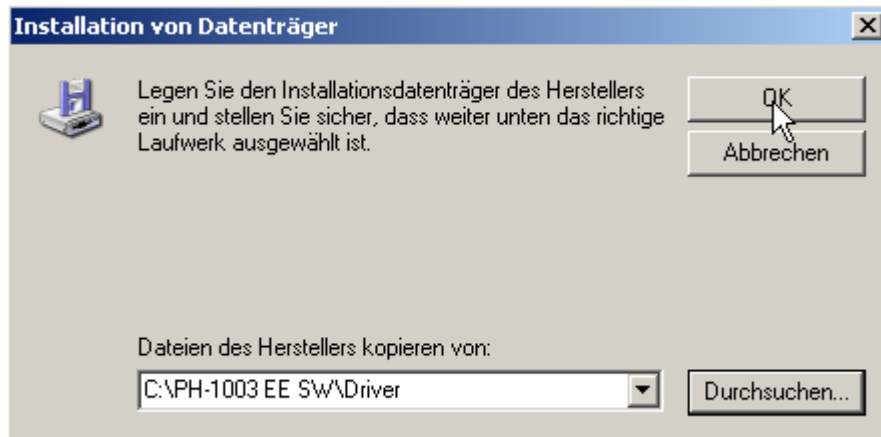 Installation von Datenträger
Legen Sie den Installationsdatenträger des Herstellers
ein und stellen Sie sicher, dass weiter unten das richtige
Laufwerk ausgewählt ist.
OK
Abbrechen
Dateien des Herstellers kopieren von:
C:\PH-1003 EE SW\Driver
Durchsuchen...